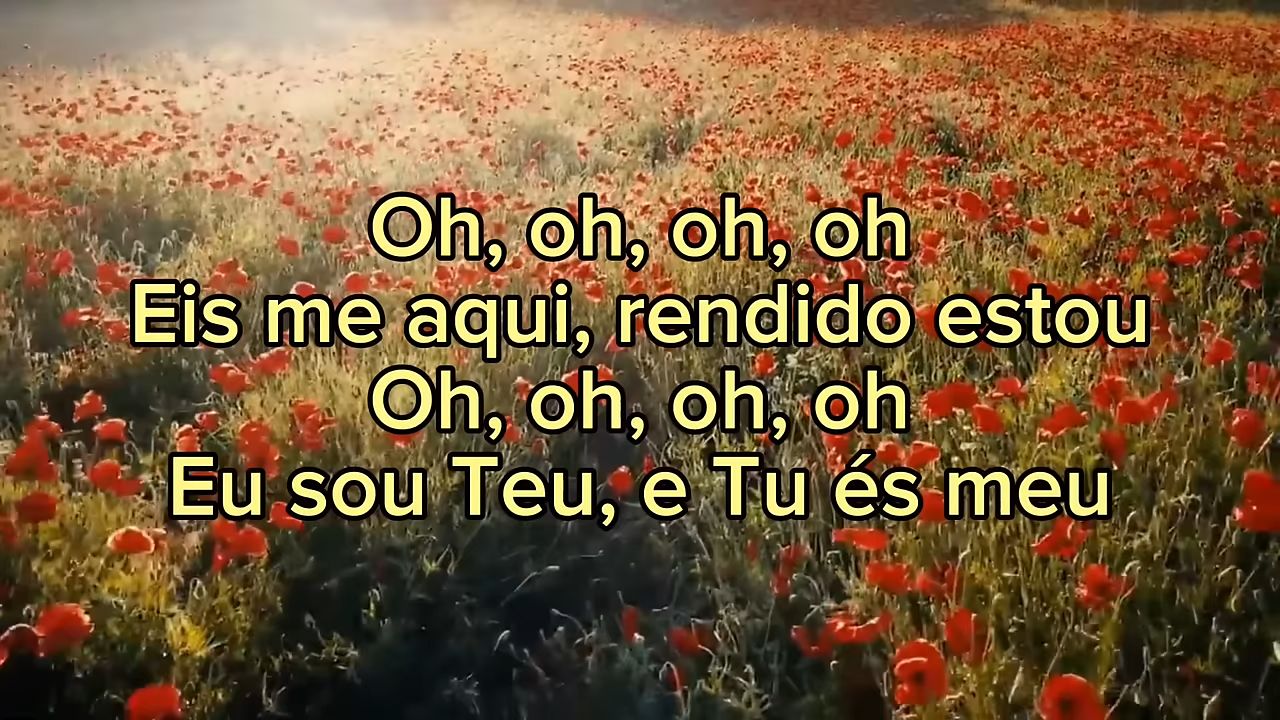 Oh, oh, oh, oh
Eis me aqui, rendido estou
Oh, oh, oh, oh
Eu sou Teu, e Tu és meu